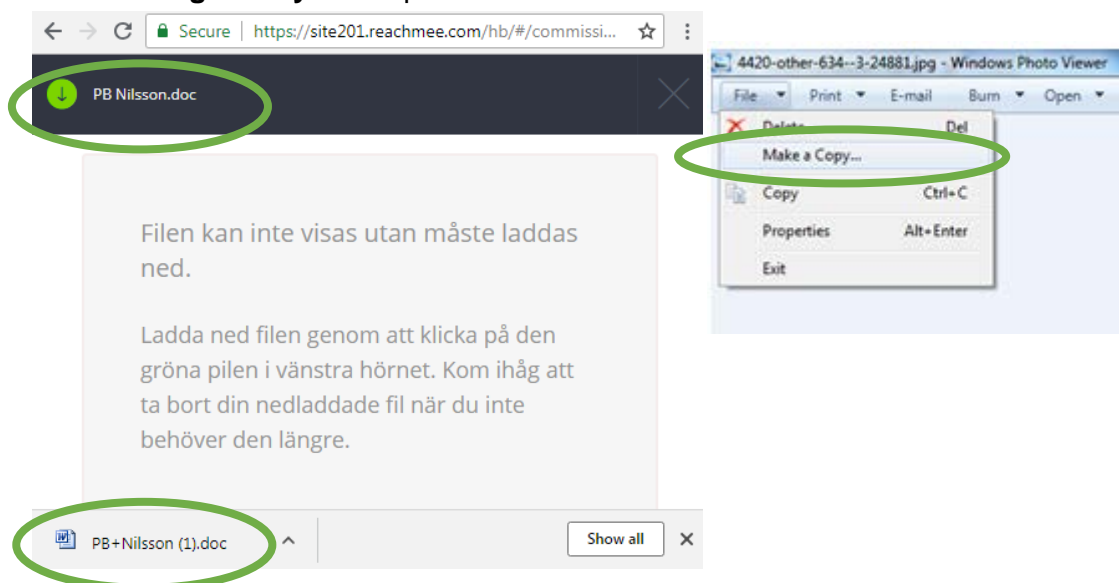 Secure | https://site201.reachmee.com/hb/#/commissi...
PB Nilsson.doc
Filen kan inte visas utan måste laddas
ned.
Ladda ned filen genom att klicka på den
gröna pilen i vänstra hörnet. Kom ihåg att
ta bort din nedladdade fil när du inte
behöver den längre.
PB+Nilsson (1).doc
Show all
4420-other-634--3-24881.jpg - Windows Photo Viewer
File Print E-mail Burn Open
Delete Del
Make a Copy...
Copy Ctrl+C
Properties Alt+Enter
Exit